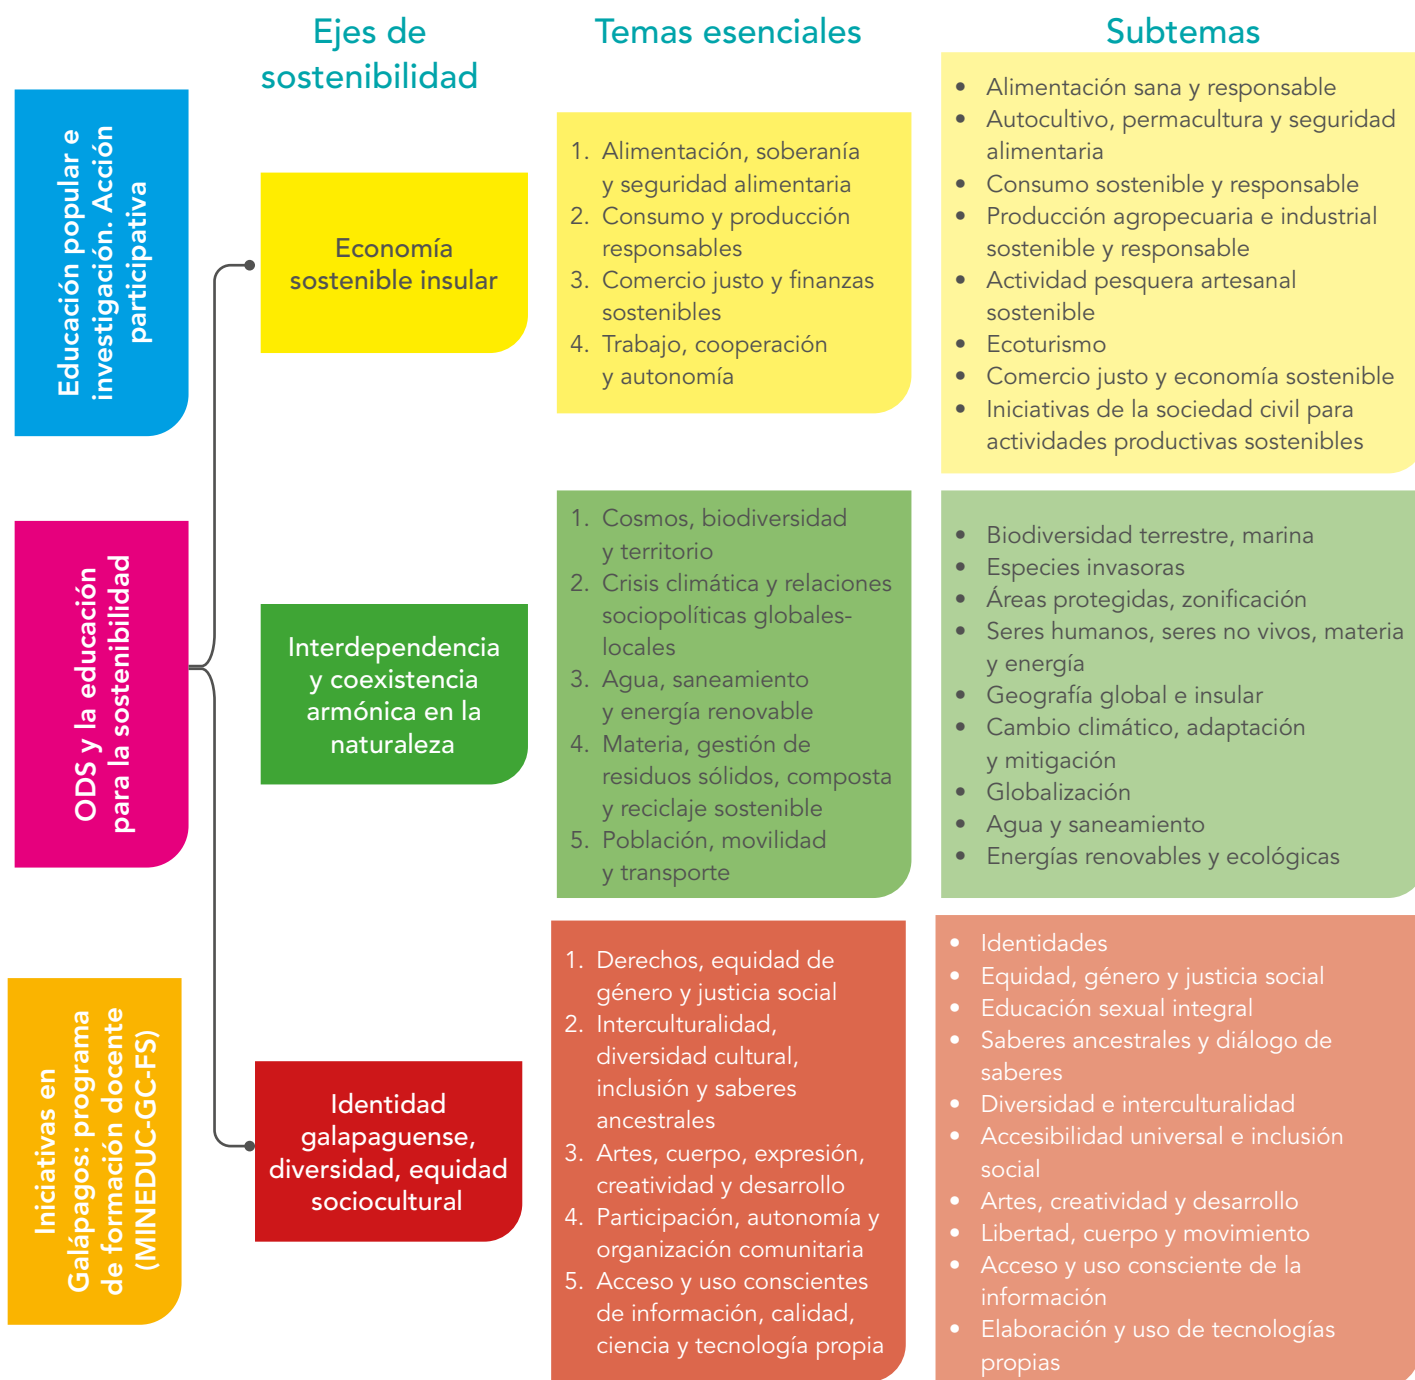 Ejes de
sostenibilidad
Temas esenciales
Subtemas
Educación popular e
investigación. Acción
participativa
ODS y la educación
para la sostenibilidad
Iniciativas en
Galápagos: programa
de formación docente
(MINEDUC-GC-FS)
Economía
sostenible insular
1. Alimentación, soberanía
y seguridad alimentaria
2. Consumo y producción
responsables
3. Comercio justo y finanzas
sostenibles
4. Trabajo, cooperación
y autonomía
• Alimentación sana y responsable
• Autocultivo, permacultura y seguridad
alimentaria
• Consumo sostenible y responsable
• Producción agropecuaria e industrial
sostenible y responsable
• Actividad pesquera artesanal
sostenible
• Ecoturismo
• Comercio justo y economía sostenible
• Iniciativas de la sociedad civil para
actividades productivas sostenibles
Interdependencia
y coexistencia
armónica en la
naturaleza
1. Cosmos, biodiversidad
y territorio
2. Crisis climática y relaciones
sociopolíticas globales-
locales
3. Agua, saneamiento
y energía renovable
4. Materia, gestión de
residuos sólidos, composta
y reciclaje sostenible
5. Población, movilidad
y transporte
• Biodiversidad terrestre, marina
• Especies invasoras
• Áreas protegidas, zonificación
• Seres humanos, seres no vivos, materia
y energía
• Geografía global e insular
• Cambio climático, adaptación
y mitigación
• Globalización
• Agua y saneamiento
• Energías renovables y ecológicas
Identidad
galapaguense,
diversidad, equidad
sociocultural
1. Derechos, equidad de
género y justicia social
2. Interculturalidad,
diversidad cultural,
inclusión y saberes
ancestrales
3. Artes, cuerpo, expresión,
creatividad y desarrollo
4. Participación, autonomía y
organización comunitaria
5. Acceso y uso conscientes
de información, calidad,
ciencia y tecnología propia
• Identidades
• Equidad, género y justicia social
• Educación sexual integral
• Saberes ancestrales y diálogo de
saberes
• Diversidad e interculturalidad
• Accesibilidad universal e inclusión
social
• Artes, creatividad y desarrollo
• Libertad, cuerpo y movimiento
• Acceso y uso consciente de la
información
• Elaboración y uso de tecnologías
propias